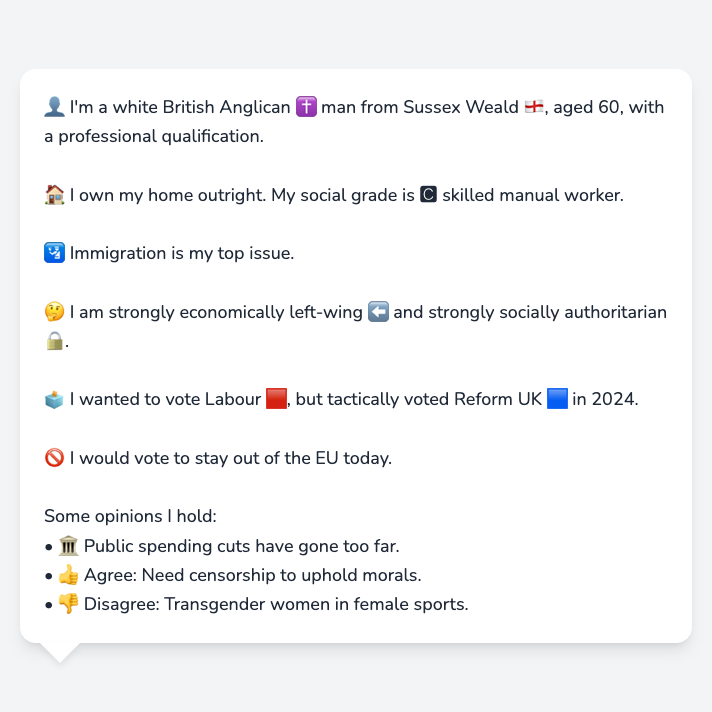 👤 I'm a white British Anglican ✝️ man from Sussex Weald 🏴󠁧󠁢󠁥󠁮󠁧󠁿, aged 60, with
a professional qualification.
🏠 I own my home outright. My social grade is 🅲 skilled manual worker.
🛂 Immigration is my top issue.
🤔 I am strongly economically left-wing ⬅️ and strongly socially authoritarian
🔒.
🗳️ I wanted to vote Labour 🟥, but tactically voted Reform UK 🟦 in 2024.
🚫 I would vote to stay out of the EU today.
Some opinions I hold:
• 🏛️ Public spending cuts have gone too far.
• 👍 Agree: Need censorship to uphold morals.
• 👎 Disagree: Transgender women in female sports.